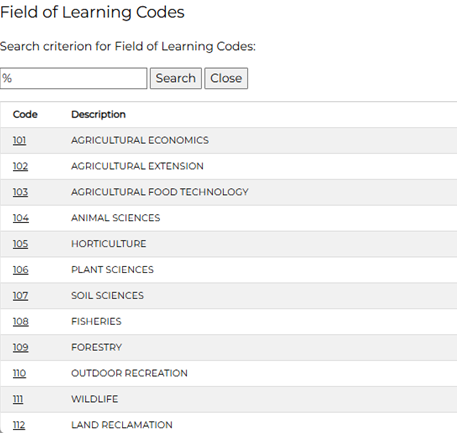 Field of Learning Codes
Search criterion for Field of Learning Codes:
% Search Close
Code Description
101 AGRICULTURAL ECONOMICS
102 AGRICULTURAL EXTENSION
103 AGRICULTURAL FOOD TECHNOLOGY
104 ANIMAL SCIENCES
105 HORTICULTURE
106 PLANT SCIENCES
107 SOIL SCIENCES
108 FISHERIES
109 FORESTRY
110 OUTDOOR RECREATION
111 WILDLIFE
112 LAND RECLAMATION